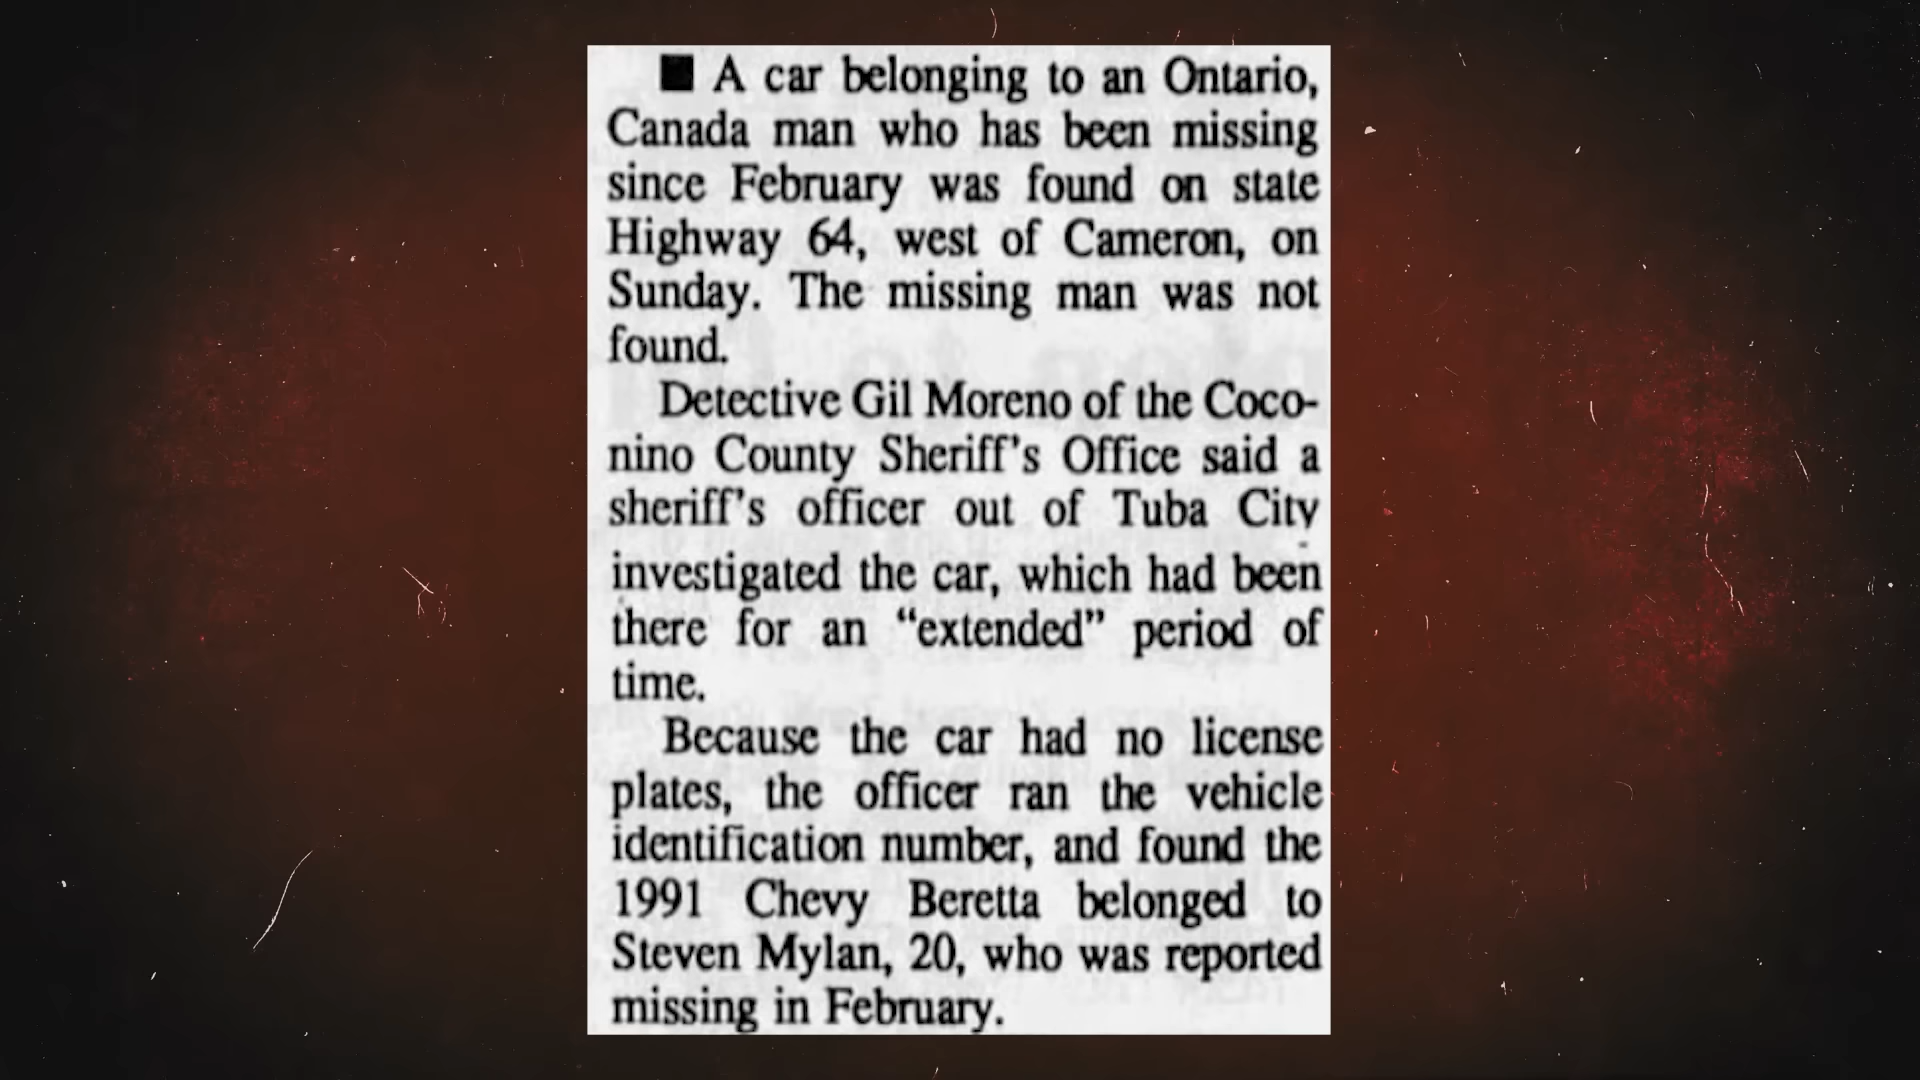 ■ A car belonging to an Ontario,
Canada man who has been missing
since February was found on state
Highway 64, west of Cameron, on
Sunday. The missing man was not
found.
Detective Gil Moreno of the Coco-
nino County Sheriff's Office said a
sheriff's officer out of Tuba City
investigated the car, which had been
there for an “extended” period of
time.
Because the car had no license
plates, the officer ran the vehicle
identification number, and found the
1991 Chevy Beretta belonged to
Steven Mylan, 20, who was reported
missing in February.